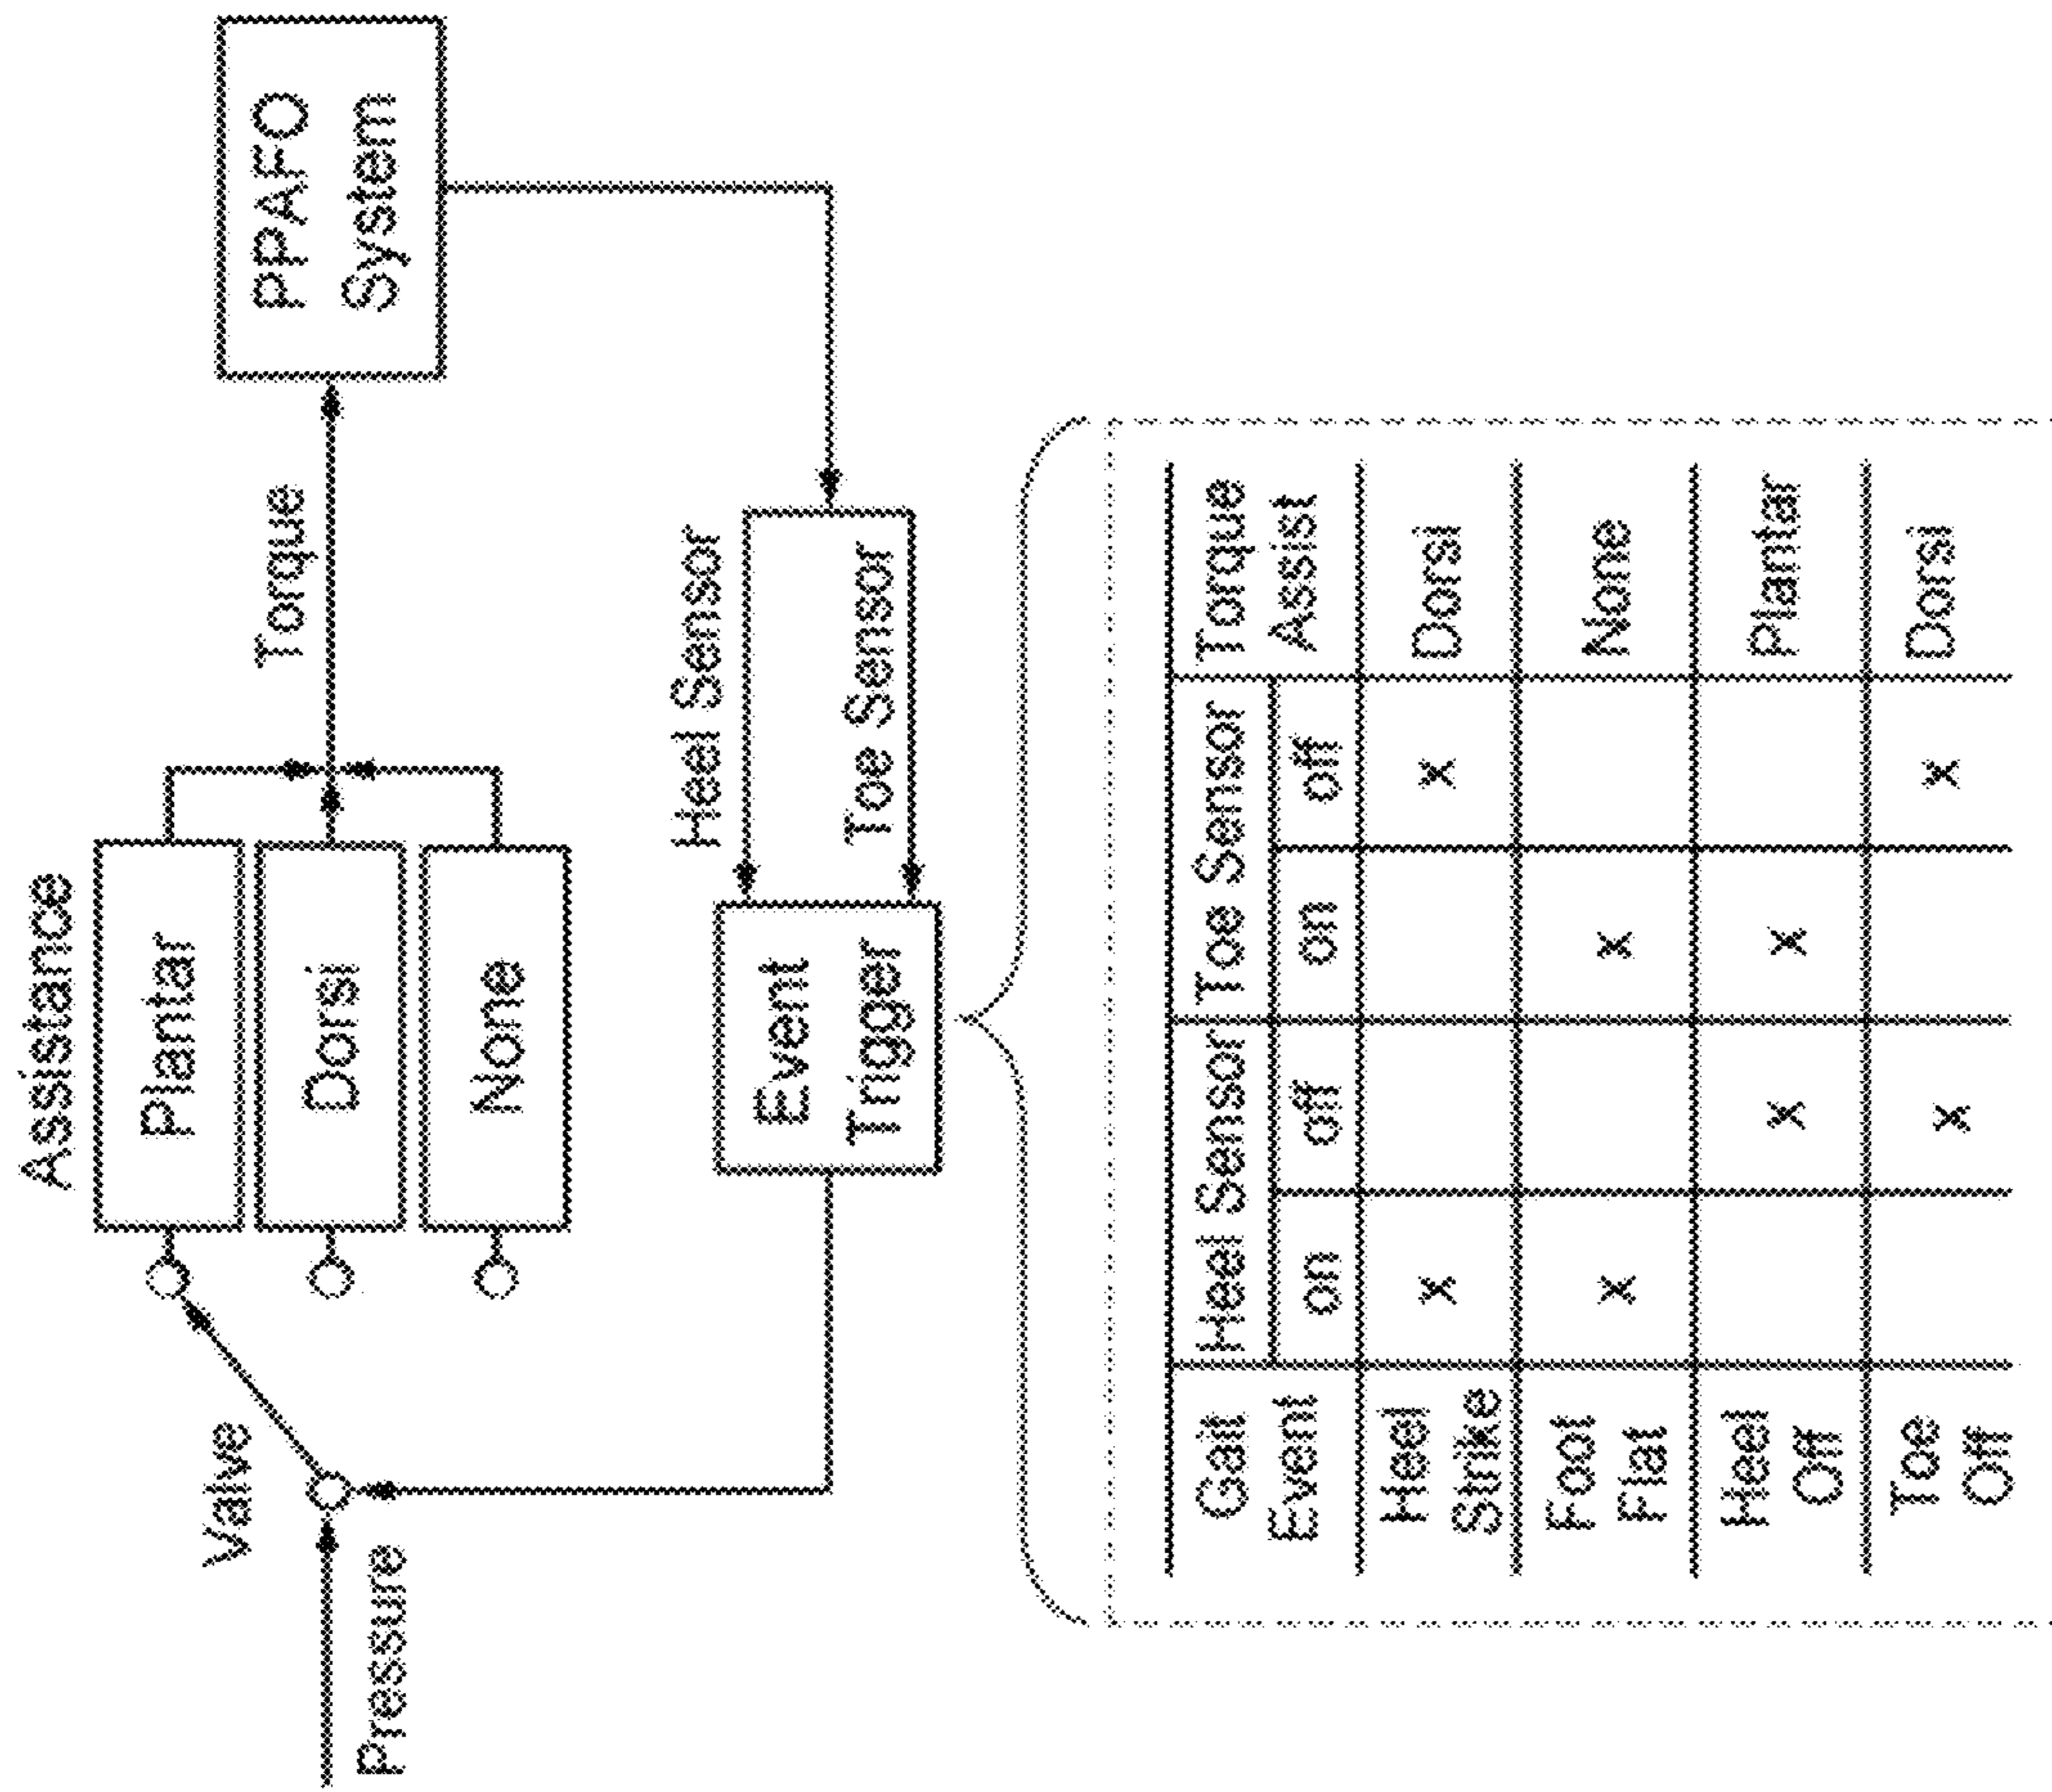 Assistance
Valve
Pressure
Plantar
Dorsi
None
Torque
PPAFO
System
Heel Sensor
Toe Sensor
Event
Trigger
Gait Event Heel Sensor Toe Sensor Torque Assist
on off on off
Heel Strike x x Dorsi
Foot Flat x x None
Heel Off x x Plantar
Toe Off x x Dorsi